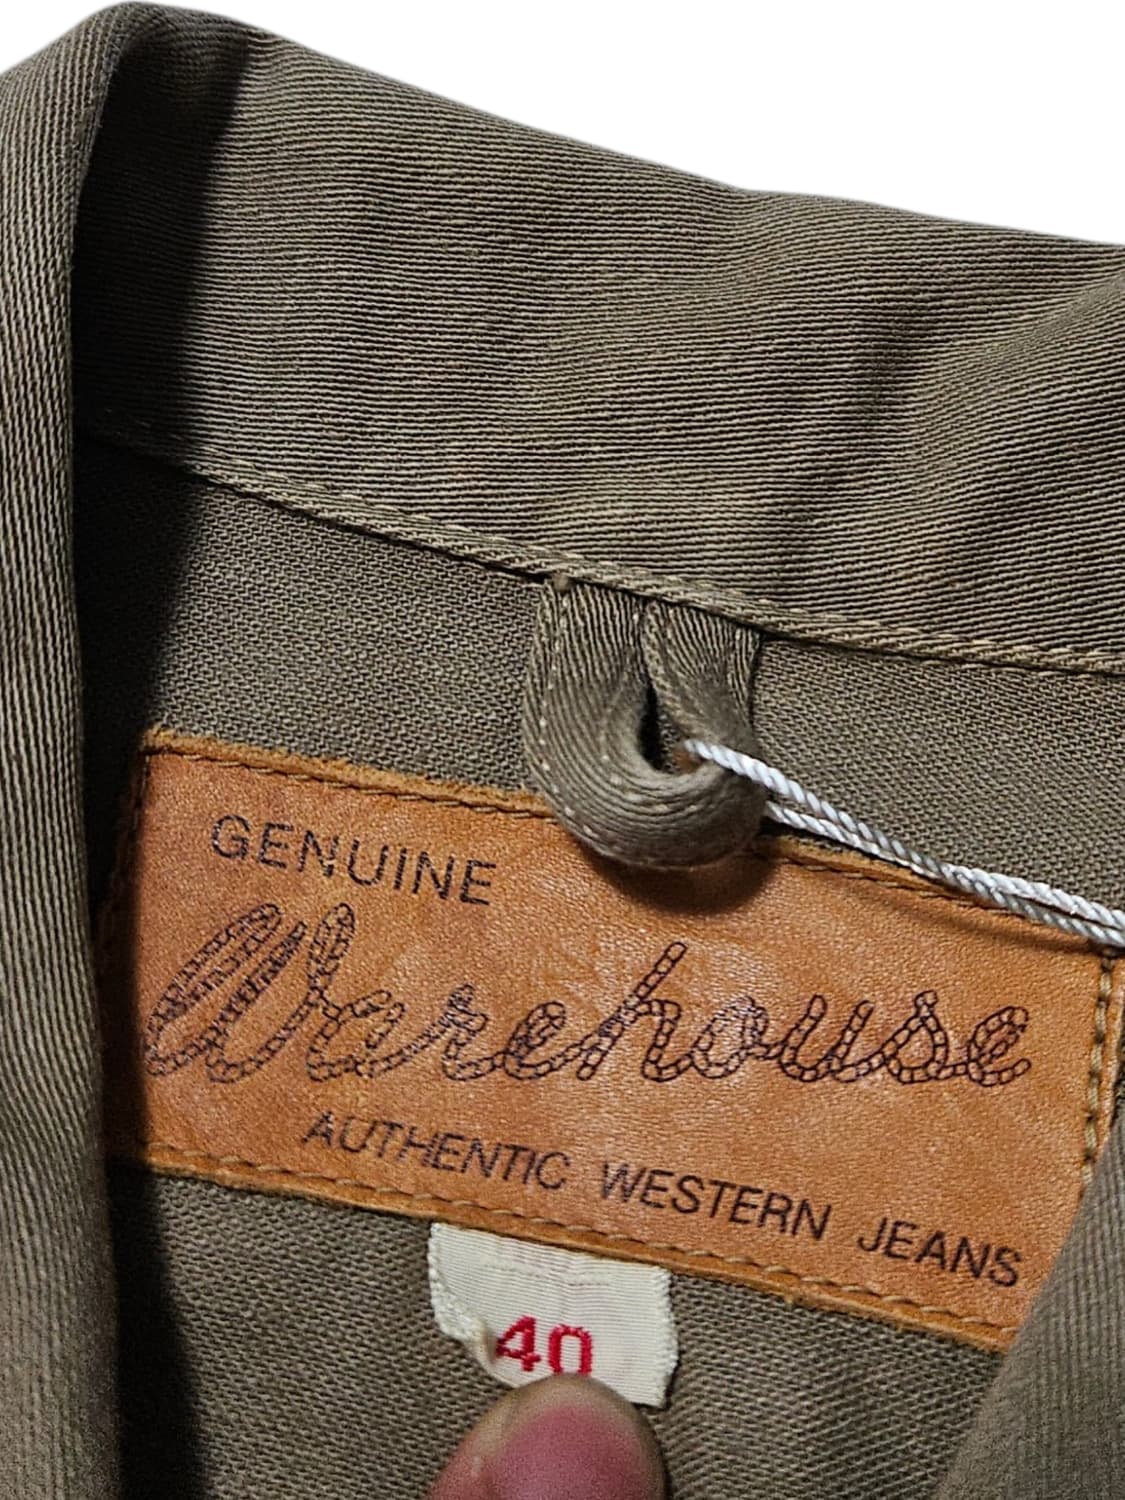 GENUINE
Warehouse
AUTHENTIC WESTERN JEANS
40